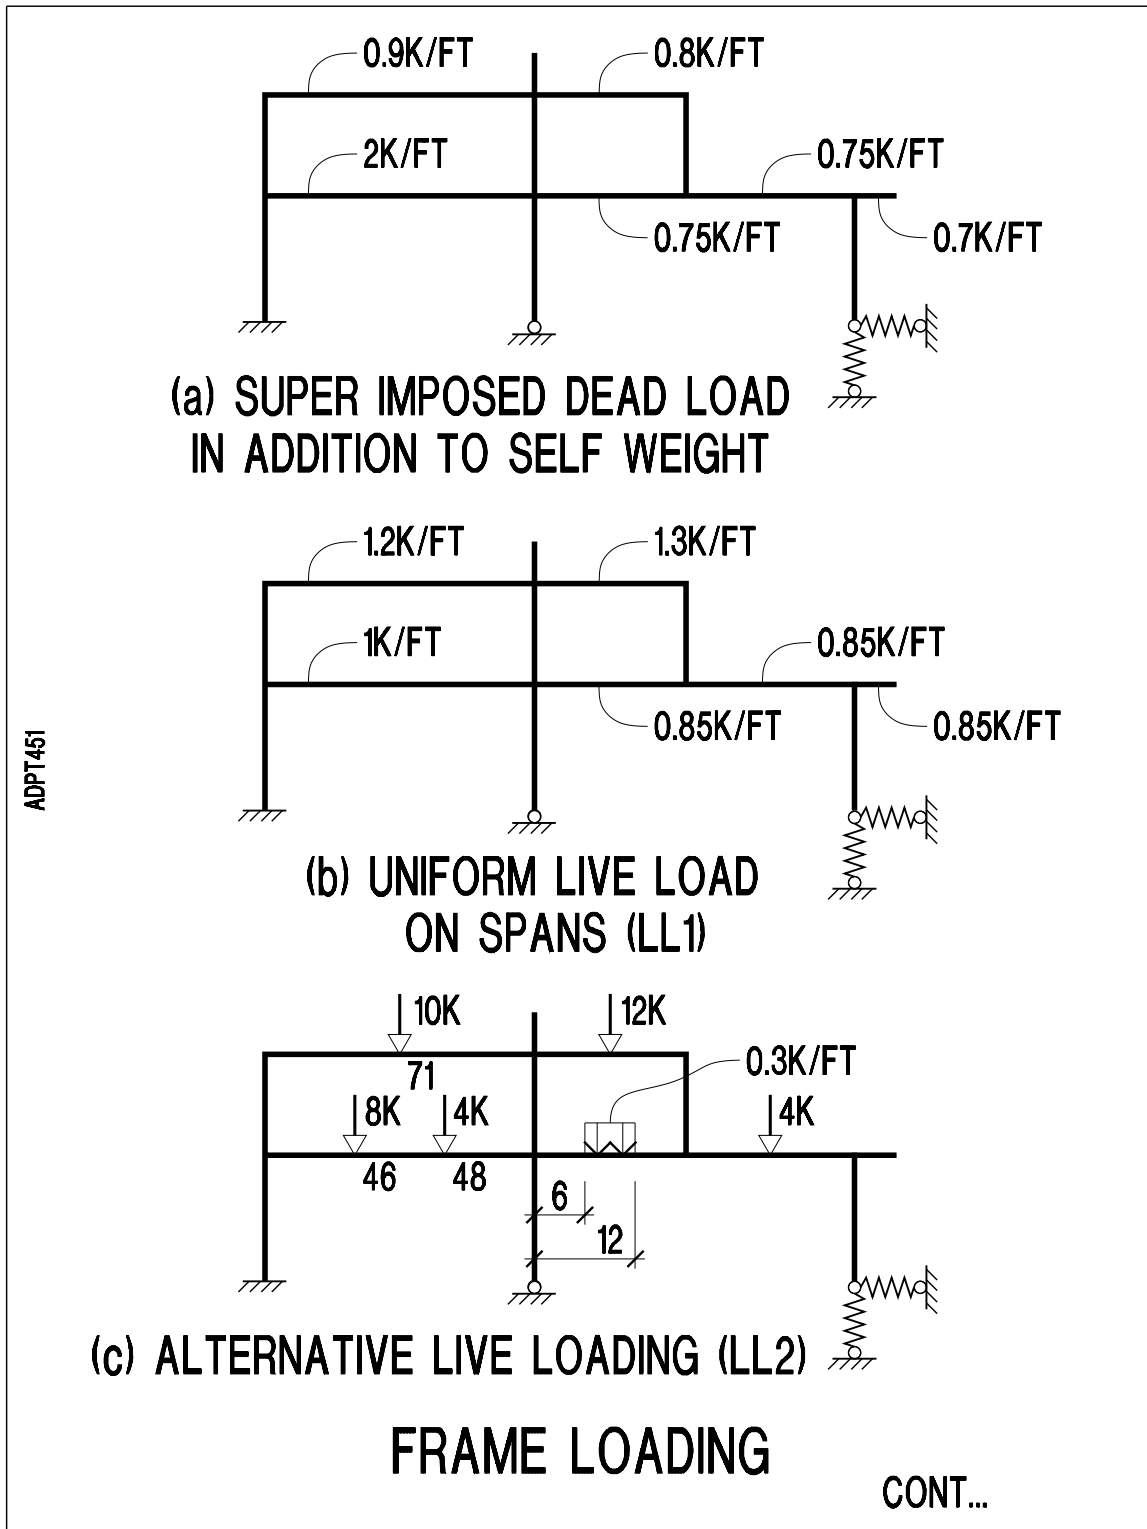 0.9K/FT
0.8K/FT
2K/FT
0.75K/FT
0.75K/FT
0.7K/FT
(a) SUPER IMPOSED DEAD LOAD
IN ADDITION TO SELF WEIGHT
1.2K/FT
1.3K/FT
1K/FT
0.85K/FT
0.85K/FT
0.85K/FT
ADPT451
(b) UNIFORM LIVE LOAD
ON SPANS (LL1)
10K
12K
71
0.3K/FT
8K
4K
4K
46
48
6
12
(c) ALTERNATIVE LIVE LOADING (LL2)
FRAME LOADING
CONT...